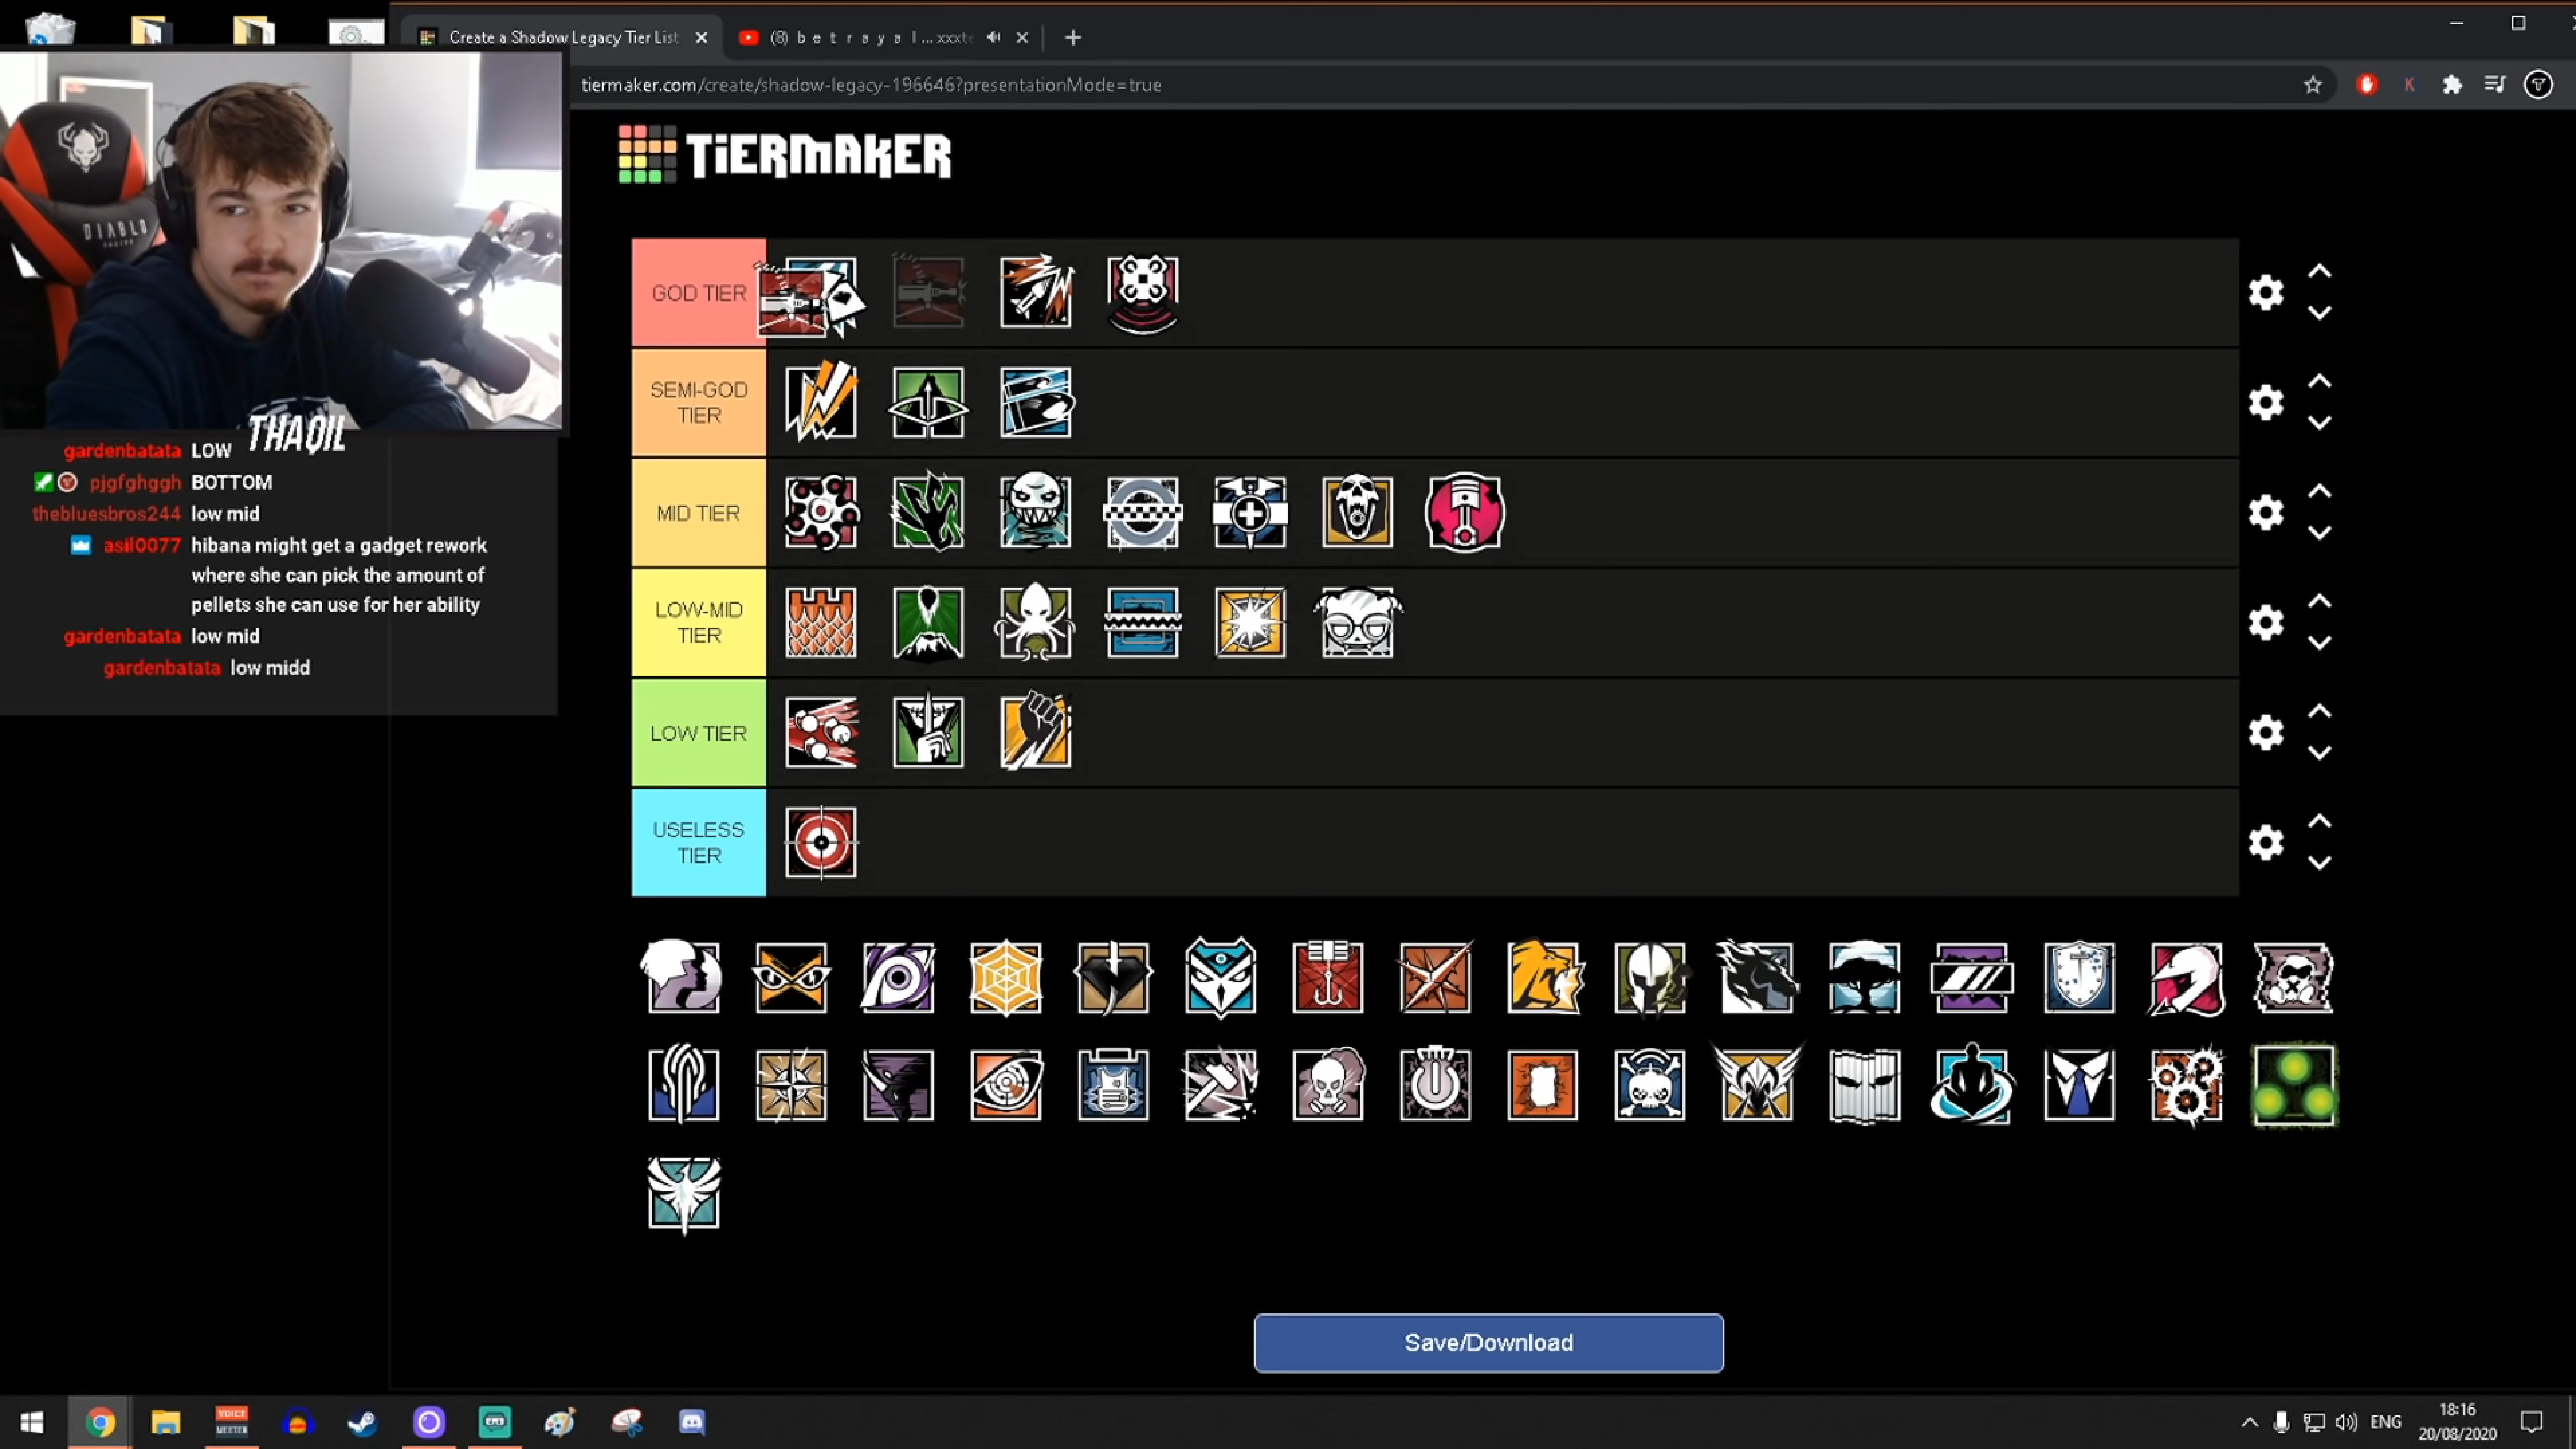 Create a Shadow Legacy Tier List
(8) b e t r a y a l ... xxxte
tiermaker.com/create/shadow-legacy-196646?presentationMode=true
K
TiERMAKER
DIABLO
THAQIL
gardenbatata LOW
pjgfghggh BOTTOM
thebluesbros244 low mid
asil0077 hibana might get a gadget rework
where she can pick the amount of
pellets she can use for her ability
gardenbatata low mid
gardenbatata low midd
GOD TIER
SEMI-GOD
TIER
MID TIER
LOW-MID
TIER
LOW TIER
USELESS
TIER
Save/Download
VOICE
MEETER
ENG
18:16
20/08/2020